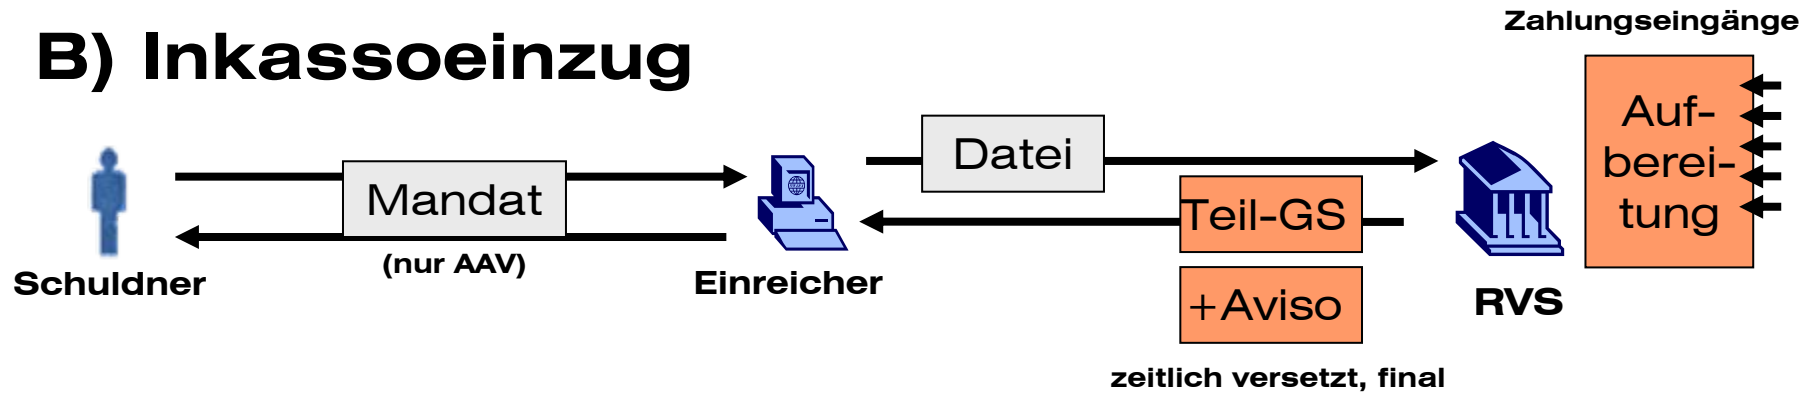 B) Inkassoeinzug
Zahlungseingänge
Mandat
(nur AAV)
Schuldner
Einreicher
Datei
Teil-GS
+Aviso
zeitlich versetzt, final
RVS
Auf-
berei-
tung